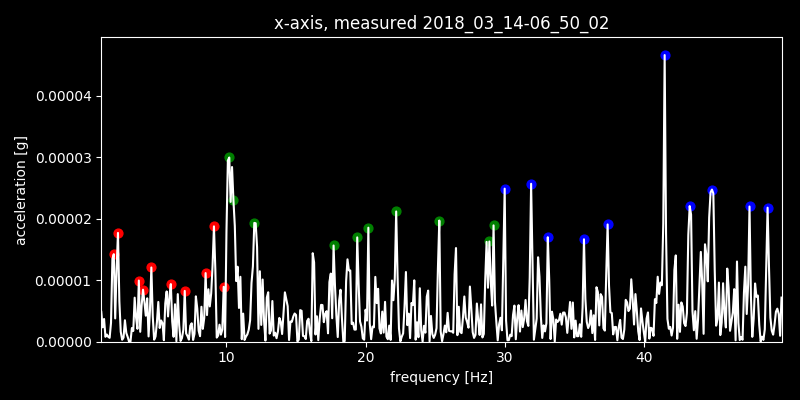 x-axis, measured 2018_03_14-06_50_02
acceleration [g]
0.00004
0.00003
0.00002
0.00001
0.00000
10 20 30 40
frequency [Hz]